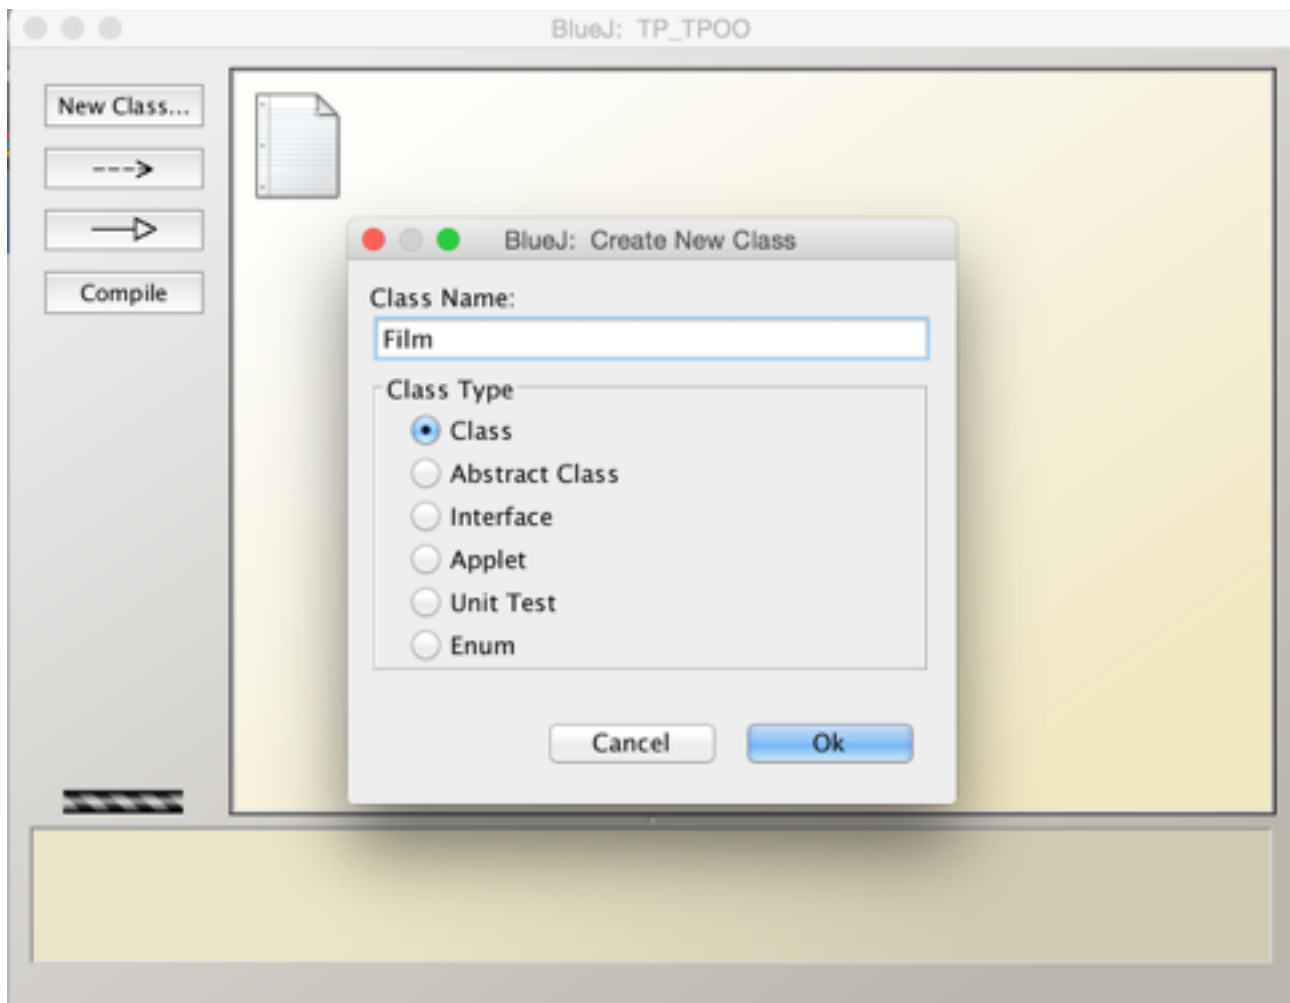 BlueJ: TP_TPOO
New Class...
Compile
BlueJ: Create New Class
Class Name:
Film
Class Type
Class
Abstract Class
Interface
Applet
Unit Test
Enum
Cancel
Ok